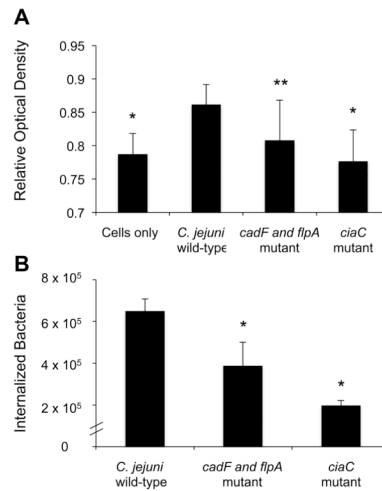 A
Relative Optical Density
0.95
0.9
0.85
0.8
0.75
0.7
*
**
*
Cells only
C. jejuni
wild-type
cadF and flpA
mutant
ciaC
mutant
B
Internalized Bacteria
8 x 10⁵
6 x 10⁵
4 x 10⁵
2 x 10⁵
0
*
*
C. jejuni
wild-type
cadF and flpA
mutant
ciaC
mutant